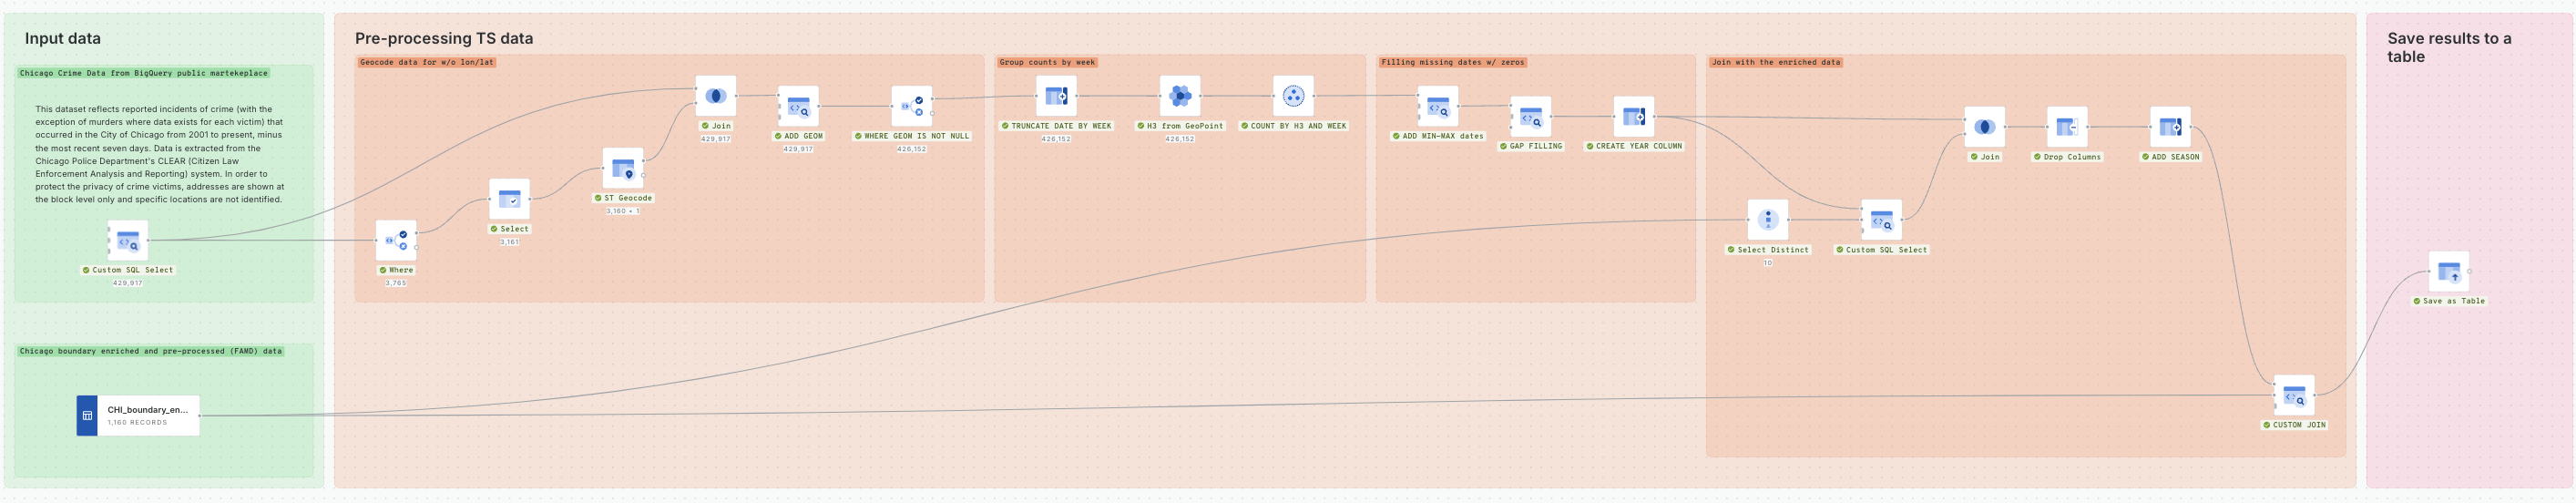 Input data
Chicago Crime Data from BigQuery public martekeplace
This dataset reflects reported incidents of crime (with the
exception of murders where data exists for each victim) that
occurred in the City of Chicago from 2001 to present, minus
the most recent seven days. Data is extracted from the
Chicago Police Department's CLEAR (Citizen Law
Enforcement Analysis and Reporting) system. In order to
protect the privacy of crime victims, addresses are shown at
the block level only and specific locations are not identified.
Custom SQL Select
429,917
Chicago boundary enriched and pre-processed (FAMD) data
CHI_boundary_en...
1,160 RECORDS
Pre-processing TS data
Geocode data for w/o lon/lat
Where
3,765
Select
3,161
ST Geocode
3,160 • 1
Join
429,917
ADD GEOM
429,917
WHERE GEOM IS NOT NULL
426,152
Group counts by week
TRUNCATE DATE BY WEEK
426,152
H3 from GeoPoint
426,152
COUNT BY H3 AND WEEK
Filling missing dates w/ zeros
ADD MIN-MAX dates
GAP FILLING
CREATE YEAR COLUMN
Join with the enriched data
Select Distinct
10
Custom SQL Select
Join
Drop Columns
ADD SEASON
CUSTOM JOIN
Save results to a
table
Save as Table